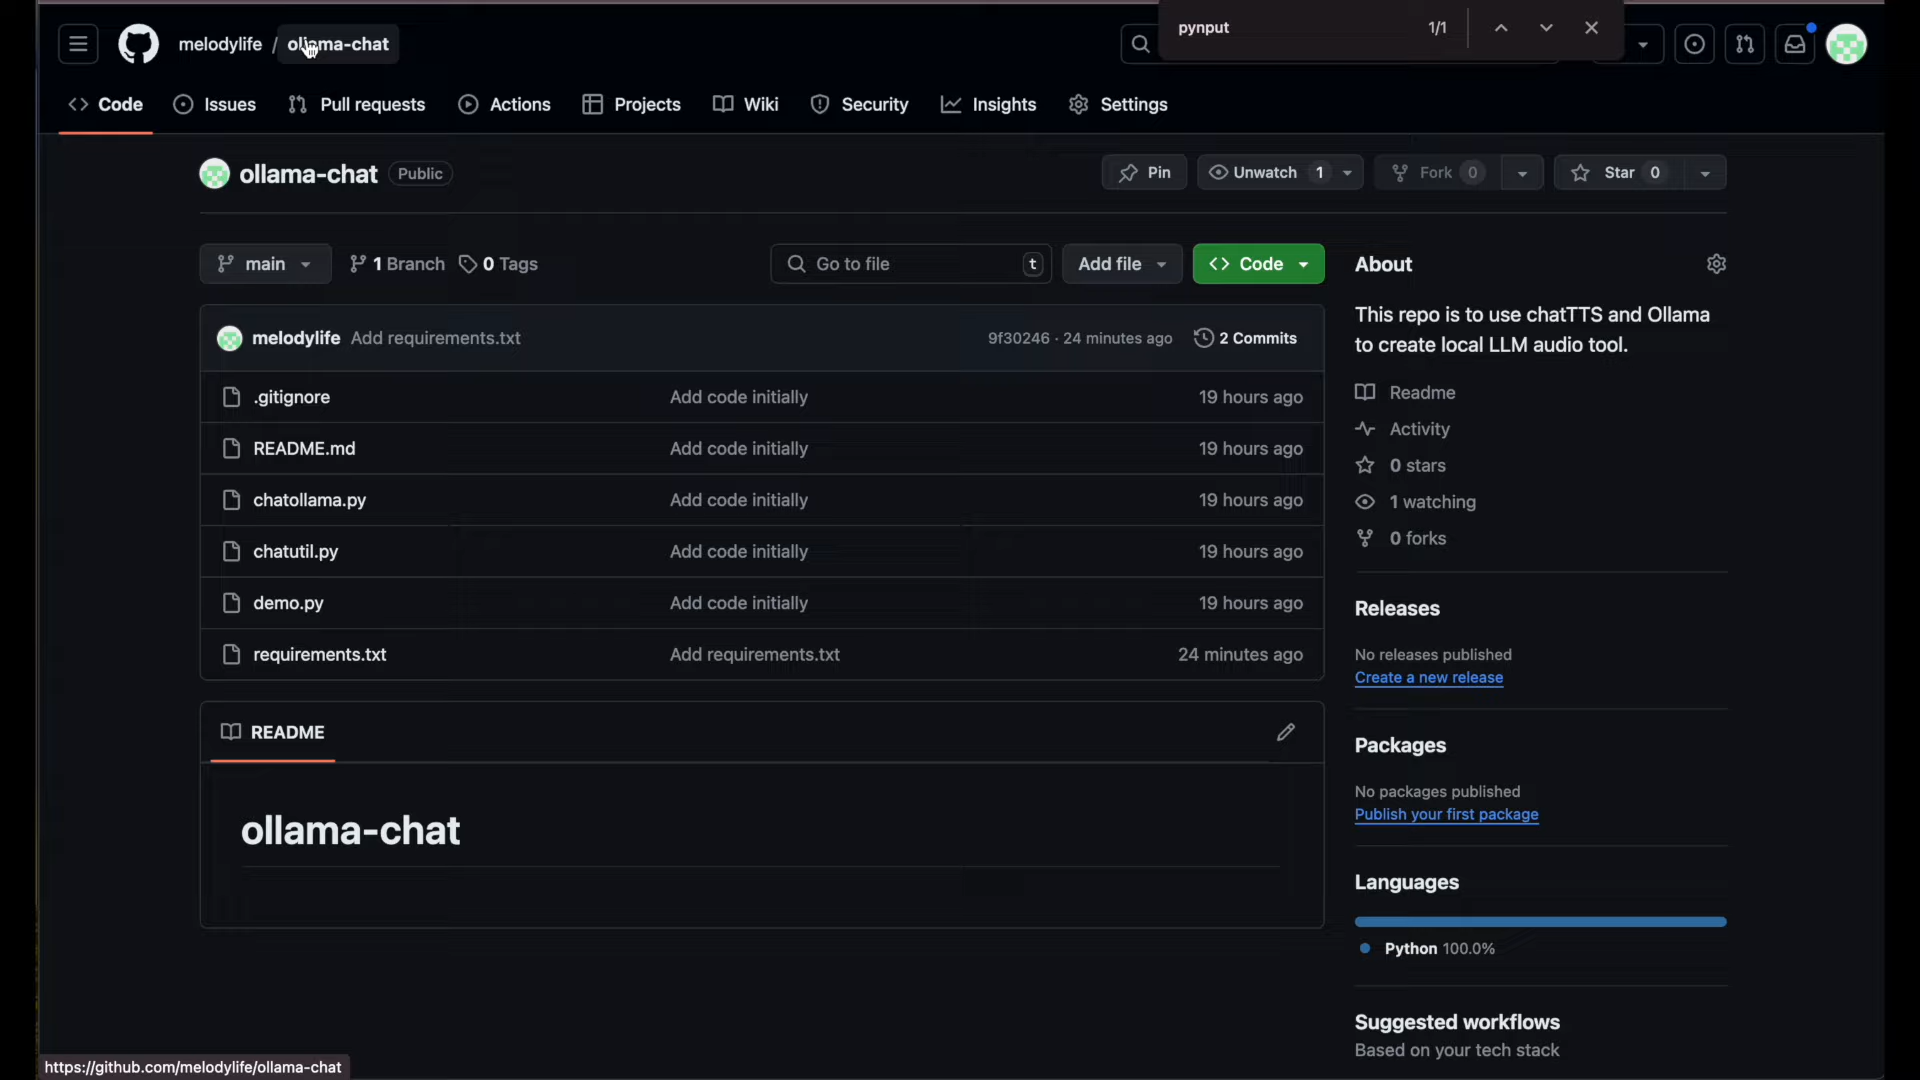 melodylife / ollama-chat
pynput 1/1
Code Issues Pull requests Actions Projects Wiki Security Insights Settings
ollama-chat Public
Pin Unwatch 1 Fork 0 Star 0
main 1 Branch 0 Tags Go to file t Add file Code
melodylife Add requirements.txt 9f30246 · 24 minutes ago 2 Commits
.gitignore Add code initially 19 hours ago
README.md Add code initially 19 hours ago
chatollama.py Add code initially 19 hours ago
chatutil.py Add code initially 19 hours ago
demo.py Add code initially 19 hours ago
requirements.txt Add requirements.txt 24 minutes ago
README
ollama-chat
About
This repo is to use chatTTS and Ollama
to create local LLM audio tool.
Readme
Activity
0 stars
1 watching
0 forks
Releases
No releases published
Create a new release
Packages
No packages published
Publish your first package
Languages
Python 100.0%
Suggested workflows
Based on your tech stack
https://github.com/melodylife/ollama-chat